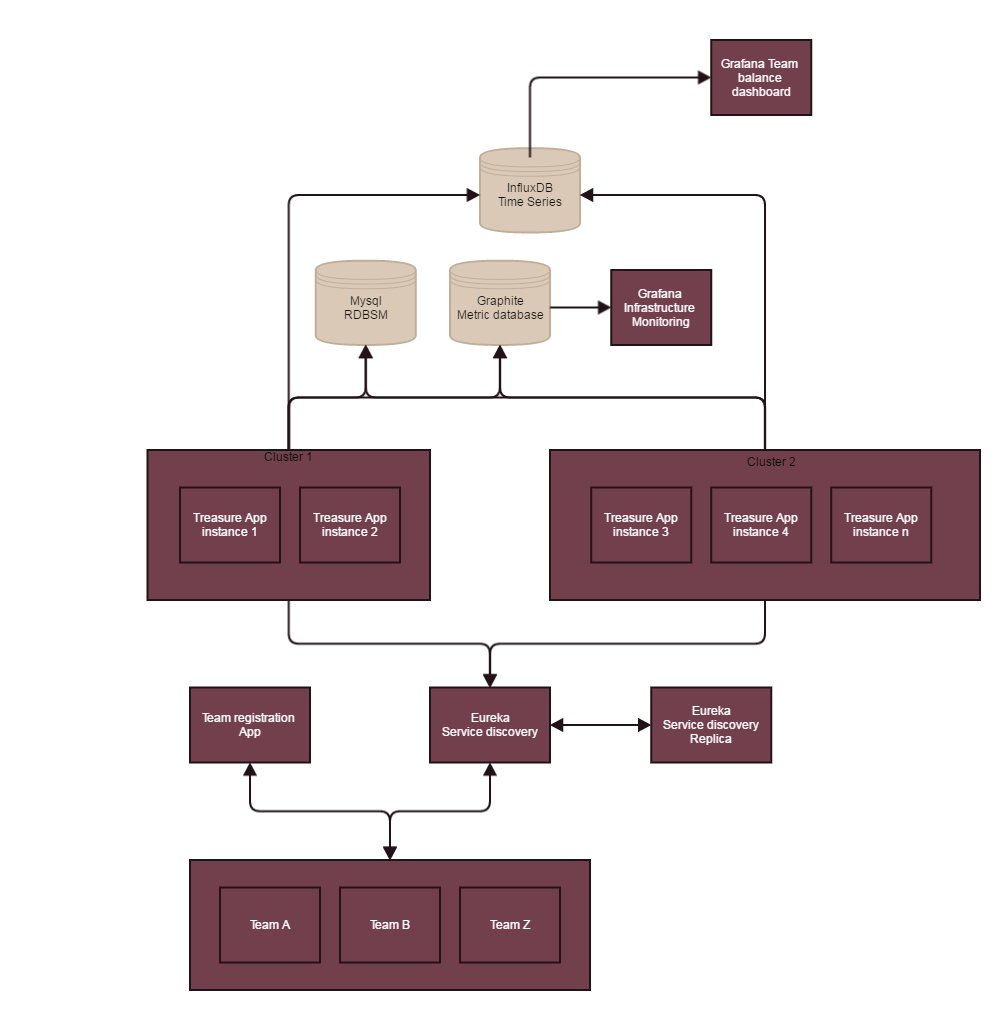 Grafana Team
balance
dashboard
InfluxDB
Time Series
Mysql
RDBSM
Graphite
Metric database
Grafana
Infrastructure
Monitoring
Cluster 1
Cluster 2
Treasure App
instance 1
Treasure App
instance 2
Treasure App
instance 3
Treasure App
instance 4
Treasure App
instance n
Team registration
App
Eureka
Service discovery
Eureka
Service discovery
Replica
Team A
Team B
Team Z